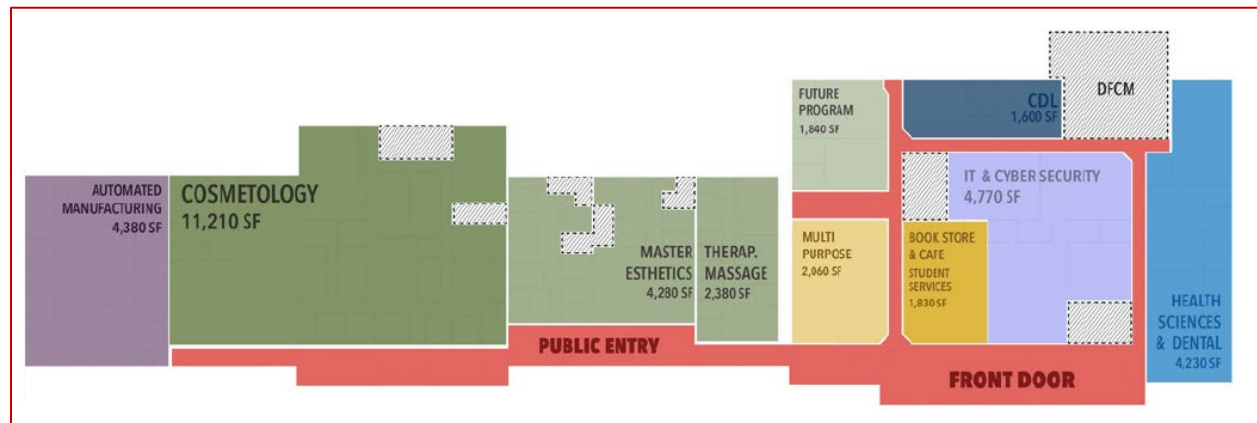 AUTOMATED
MANUFACTURING
4,380 SF
COSMETOLOGY
11,210 SF
MASTER
ESTHETICS
4,280 SF
THERAP.
MASSAGE
2,380 SF
PUBLIC ENTRY
FUTURE
PROGRAM
1,840 SF
MULTI
PURPOSE
2,060 SF
CDL
1,600 SF
DFCM
IT & CYBER SECURITY
4,770 SF
BOOK STORE
& CAFE
STUDENT
SERVICES
1,830 SF
FRONT DOOR
HEALTH
SCIENCES
& DENTAL
4,230 SF